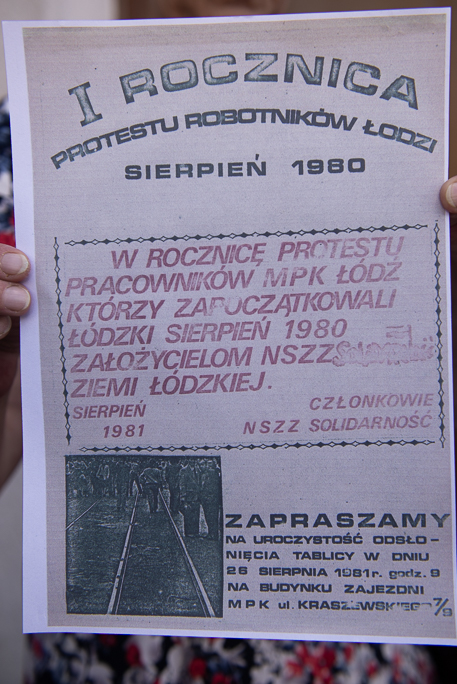 I ROCZNICA
PROTESTU ROBOTNIKÓW ŁODZI
SIERPIEŃ 1980
W ROCZNICĘ PROTESTU
PRACOWNIKÓW MPK ŁÓDŹ
KTÓRZY ZAPOCZĄTKOWALI
ŁÓDZKI SIERPIEŃ 1980
ZAŁOŻYCIELOM NSZZ Solidarność
ZIEMI ŁÓDZKIEJ.
SIERPIEŃ 1981
CZŁONKOWIE
NSZZ SOLIDARNOŚĆ
ZAPRASZAMY
NA UROCZYSTOŚĆ ODSŁO-
NIĘCIA TABLICY W DNIU
26 SIERPNIA 1981r. godz. 9
NA BUDYNKU ZAJEZDNI
MPK ul. KRASZEWSKIEGO 7/9